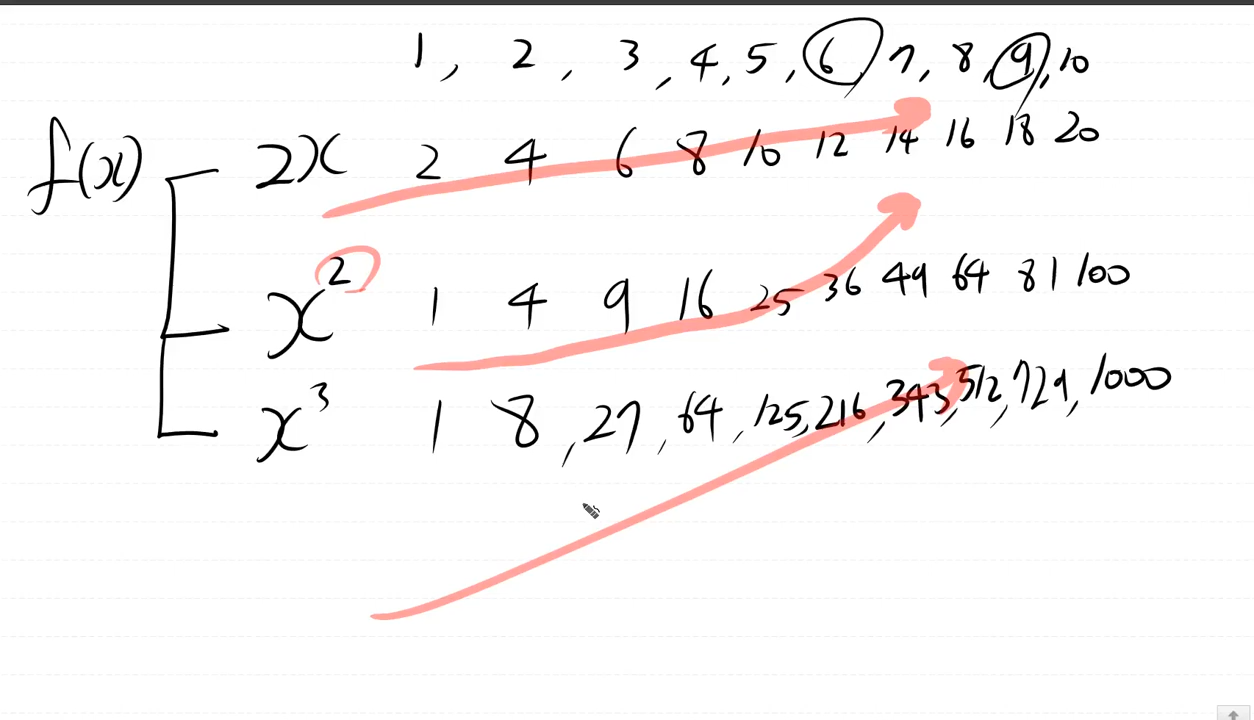 1, 2, 3, 4, 5, 6 7, 8, 9, 10
f(x) 2x 2 4 6 8 10 12 14 16 18 20
x² 1 4 9 16 25 36 49 64 81 100
x³ 1 8, 27, 64, 125, 216, 343, 512, 729, 1000